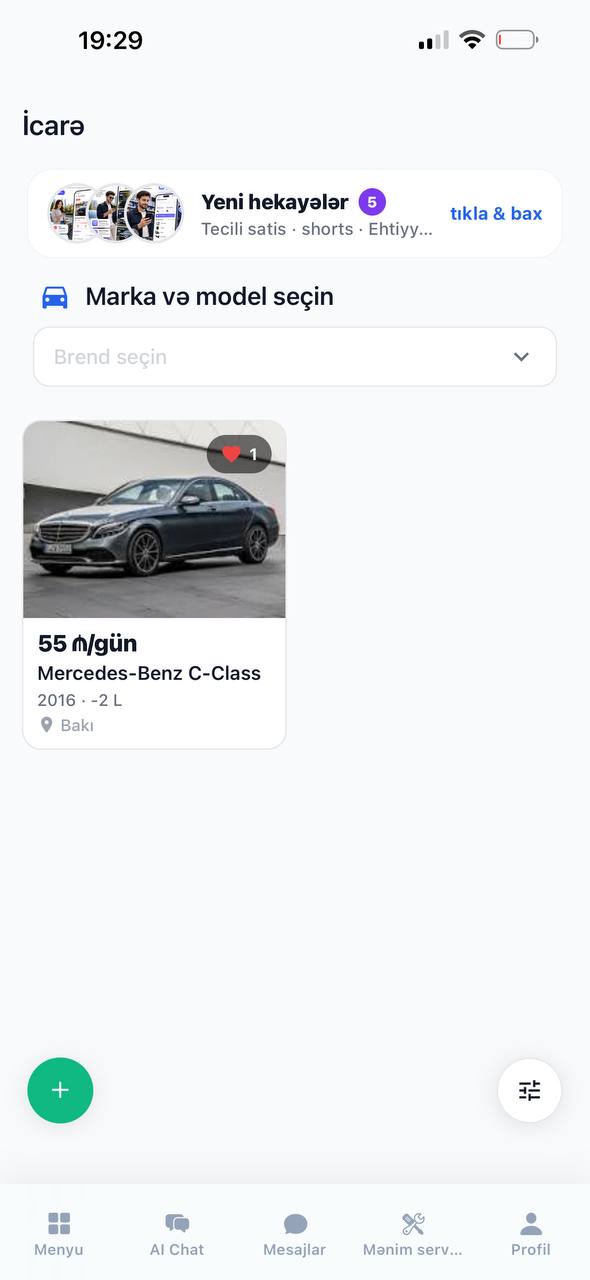 19:29
İcarə
Yeni hekayələr 5
Tecili satis · shorts · Ehtiyy...
tıkla & bax
Marka və model seçin
Brend seçin
1
55 ₼/gün
Mercedes-Benz C-Class
2016 · -2 L
Bakı
Menyu
AI Chat
Mesajlar
Mənim serv...
Profil